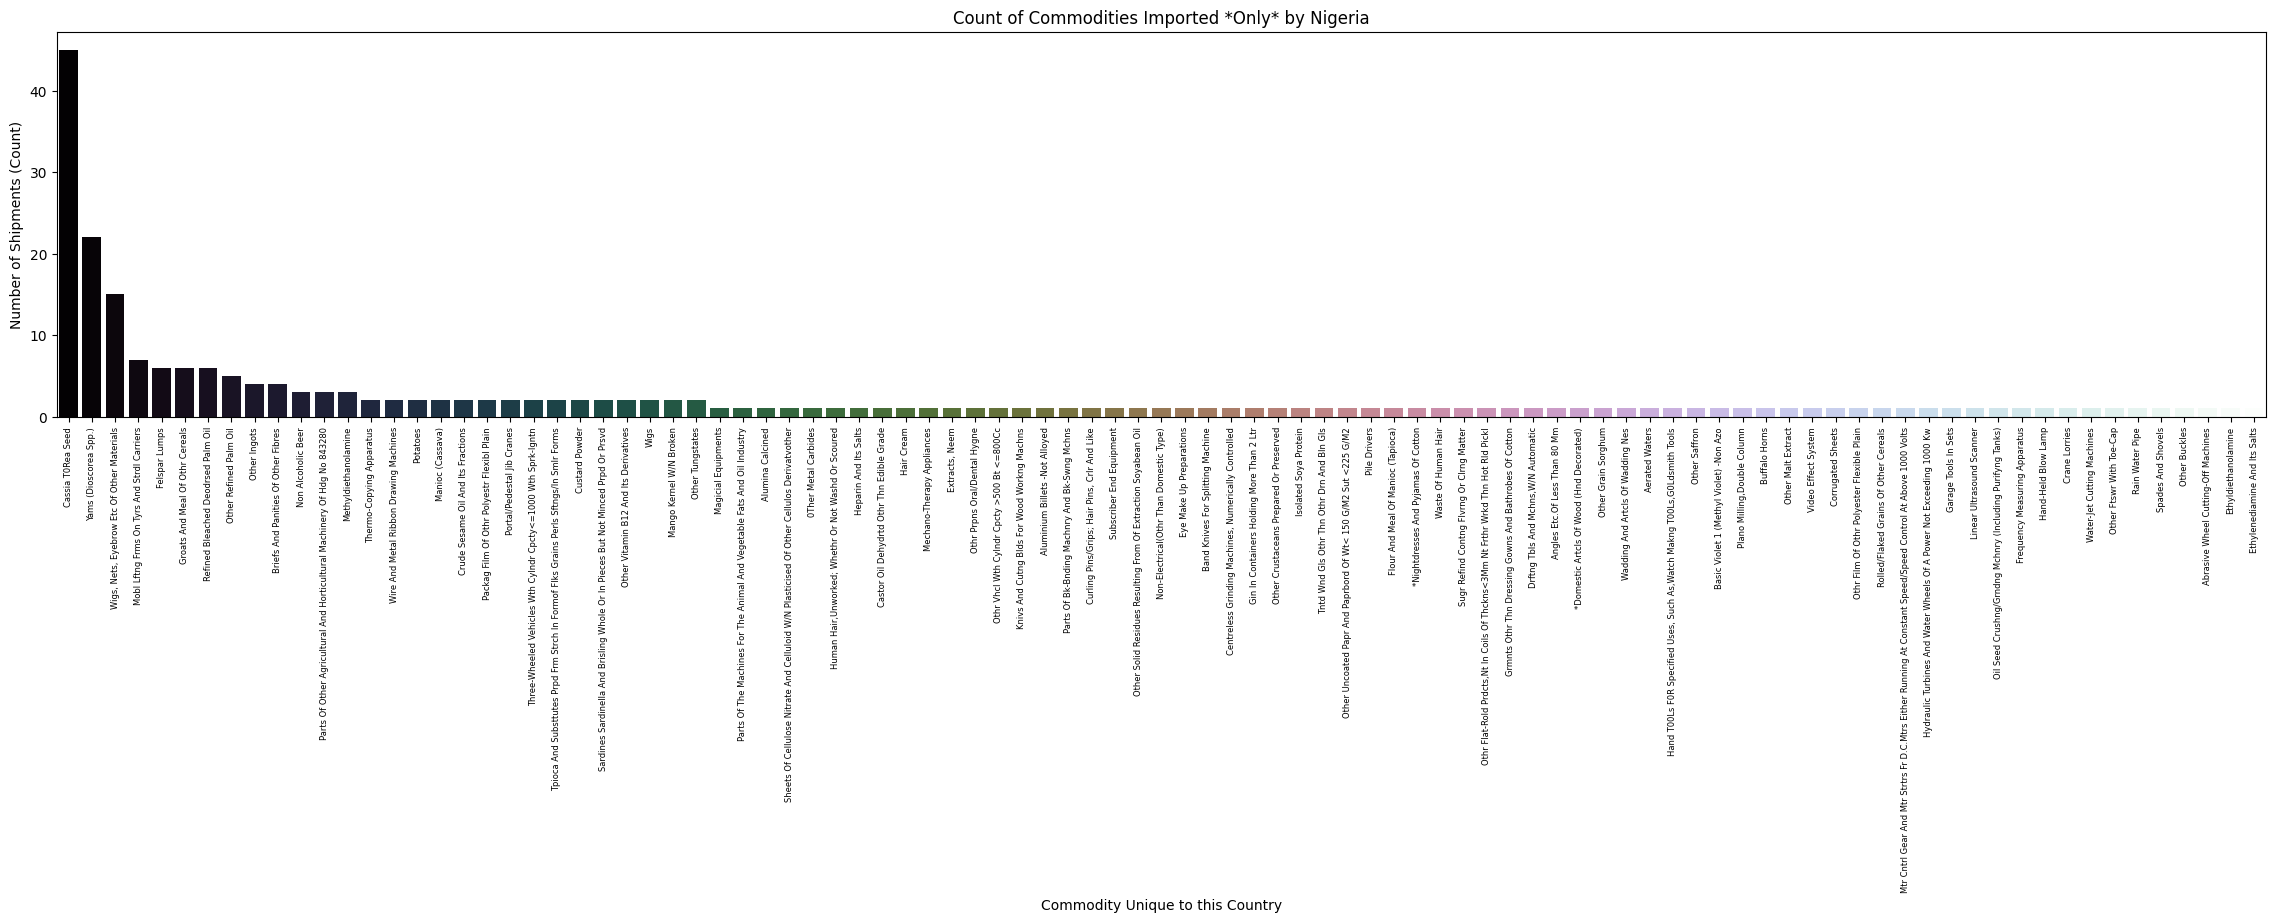 Count of Commodities Imported *Only* by Nigeria
Number of Shipments (Count)
40
30
20
10
0
Cassia T0Rea Seed
Yams (Dioscorea Spp.)
Wigs, Nets, Eyebrow Etc Of Other Materials
Mobl Lftng Frms On Tyrs And Strdl Carriers
Felspar Lumps
Groats And Meal Of Othr Cereals
Refined Bleached Deodrsed Palm Oil
Other Refined Palm Oil
Other Ingots
Briefs And Panities Of Other Fibres
Non Alcoholic Beer
Parts Of Other Agricultural And Horticultural Machinery Of Hdg No 843280
Methyldiethanolamine
Thermo-Copying Apparatus
Wire And Metal Ribbon Drawing Machines
Potatoes
Manioc (Cassava)
Crude Sesame Oil And Its Fractions
Packag Film Of Othr Polyestr Flexibl Plain
Portal/Pedestal Jib Cranes
Three-Wheeled Vehicles Wth Cylndr Cpcty<=1000 Wth Sprk-Igntn
Tpioca And Substtutes Prpd Frm Strch In Formof Flks Grains Perls Sftngs/In Smlr Forms
Custard Powder
Sardines Sardinella And Brisling Whole Or In Pieces But Not Minced Prpd Or Prsvd
Other Vitamin B12 And Its Derivatives
Wigs
Mango Kernel W/N Broken
Other Tungstates
Magicial Equipments
Parts Of The Machines For The Animal And Vegetable Fats And Oil Industry
Alumina Calcined
Sheets Of Cellulose Nitrate And Celluloid W/N Plasticised Of Other Cellulos Derivatvother
0Ther Metal Carbides
Human Hair,Unworked; Whethr Or Not Washd Or Scoured
Heparin And Its Salts
Castor Oil Dehydrtd Othr Thn Edible Grade
Hair Cream
Mechano-Therapy Appliances
Extracts, Neem
Othr Prpns Oral/Dental Hygne
Othr Vhcl Wth Cylndr Cpcty >500 Bt <=800Cc
Knivs And Cutng Blds For Wood Workng Machns
Aluminium Billets -Not Alloyed
Parts Of Bk-Bnding Machnry And Bk-Swng Mchns
Curling Pins/Grips; Hair Pins, Crlr And Like
Subscriber End Equipment
Other Solid Residues Resulting From Of Extraction Soyabean Oil
Non-Electrical(Othr Than Domestic Type)
Eye Make Up Preparations
Band Knives For Splitting Machine
Centreless Grinding Machines, Numerically Controlled
Gin In Containers Holding More Than 2 Ltr
Other Crustaceans Prepared Or Preserved
Isolated Soya Protein
Tntd Wnd Gls Othr Thn Othr Drn And Bln Gls
Other Uncoated Papr And Paprbord Of Wt< 150 G/M2 Sut <225 G/M2
Pile Drivers
Flour And Meal Of Manioc (Tapioca)
*Nightdresses And Pyjamas Of Cotton
Waste Of Human Hair
Sugr Refind Contng Flvrng Or Clrng Matter
Othr Flat-Rold Prdcts,Nt In Coils Of Thckns<3Mm Nt Frthr Wrkd Thn Hot Rld Pickl
Grmnts Othr Thn Dressing Gowns And Bathrobes Of Cotton
Drftng Tbls And Mchns,W/N Automatic
Angles Etc Of Less Than 80 Mm
*Domestic Artcls Of Wood (Hnd Decorated)
Other Grain Sorghum
Wadding And Artcls Of Wadding Nes
Aerated Waters
Hand T00Ls F0R Specified Uses, Such As,Watch Makng T00Ls,G0Ldsmith Tools
Other Saffron
Basic Violet 1 (Methyl Violet) -Non Azo
Plano Milling,Double Column
Buffalo Horns
Other Malt Extract
Video Effect System
Corrugated Sheets
Othr Film Of Othr Polyester Flexible Plain
Rolled/Flaked Grains Of Other Cereals
Mtr Cntrl Gear And Mtr Strtrs Fr D.C.Mtrs Either Running At Constant Speed/Speed Control At Above 1000 Volts
Hydraulic Turbines And Water Wheels Of A Power Not Exceeding 1000 Kw
Garage Tools In Sets
Linear Ultrasound Scanner
Oil Seed Crushng/Grndng Mchnry (Including Purifyng Tanks)
Frequency Measuring Apparatus
Hand-Held Blow Lamp
Crane Lorries
Water-Jet Cutting Machines
Other Ftswr With Toe-Cap
Rain Water Pipe
Spades And Shovels
Other Buckles
Abrasive Wheel Cutting-Off Machines
Ethyldiethanolamine
Ethylenediamine And Its Salts
Commodity Unique to this Country